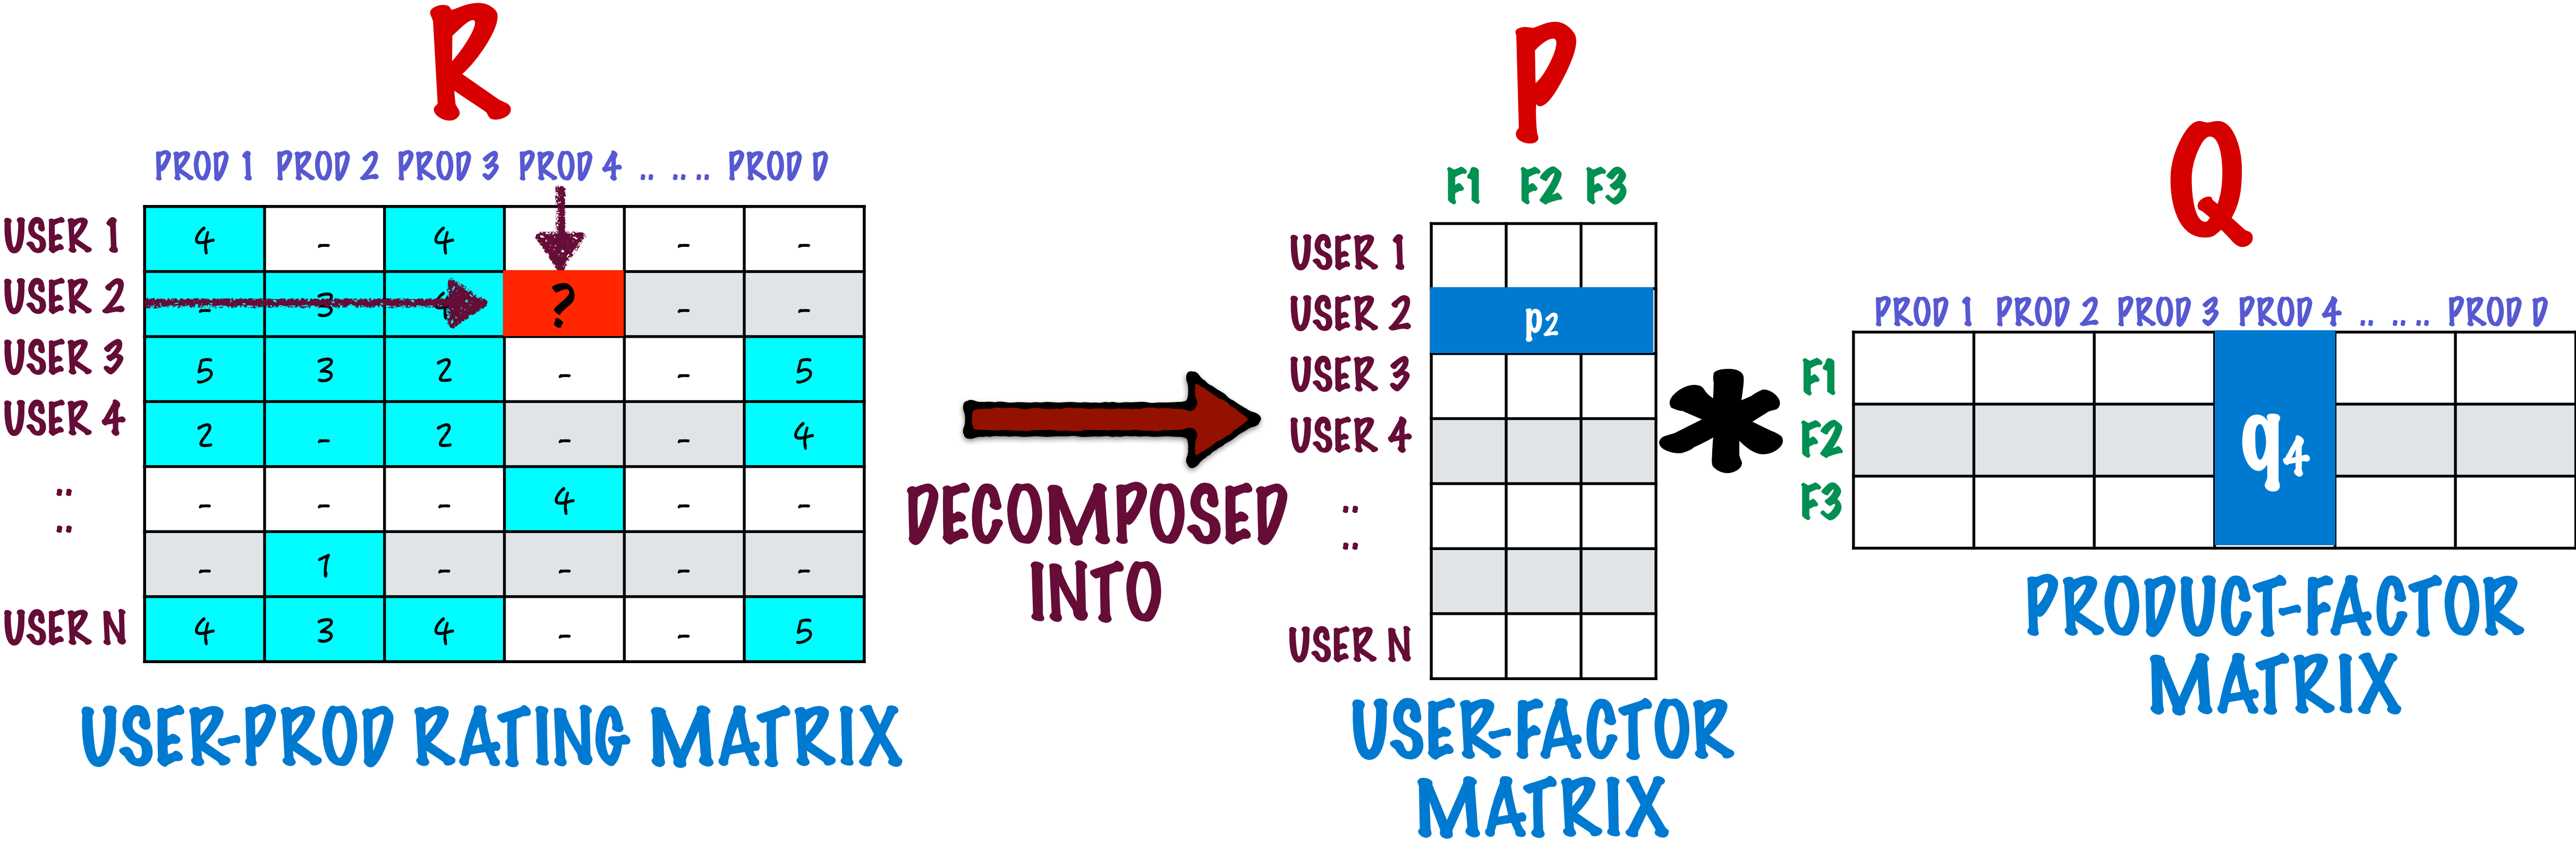 R
PROD 1 PROD 2 PROD 3 PROD 4 .. .. .. PROD D
USER 1 4 - 4 - -
USER 2 - 3 4 ? - -
USER 3 5 3 2 - - 5
USER 4 2 - 2 - - 4
.. - - - 4 - -
.. - 1 - - - -
USER N 4 3 4 - - 5
USER-PROD RATING MATRIX
DECOMPOSED
INTO
P
F1 F2 F3
USER 1
USER 2 p2
USER 3
USER 4
..
..
USER N
USER-FACTOR
MATRIX
*
Q
PROD 1 PROD 2 PROD 3 PROD 4 .. .. .. PROD D
F1
F2 q4
F3
PRODUCT-FACTOR
MATRIX